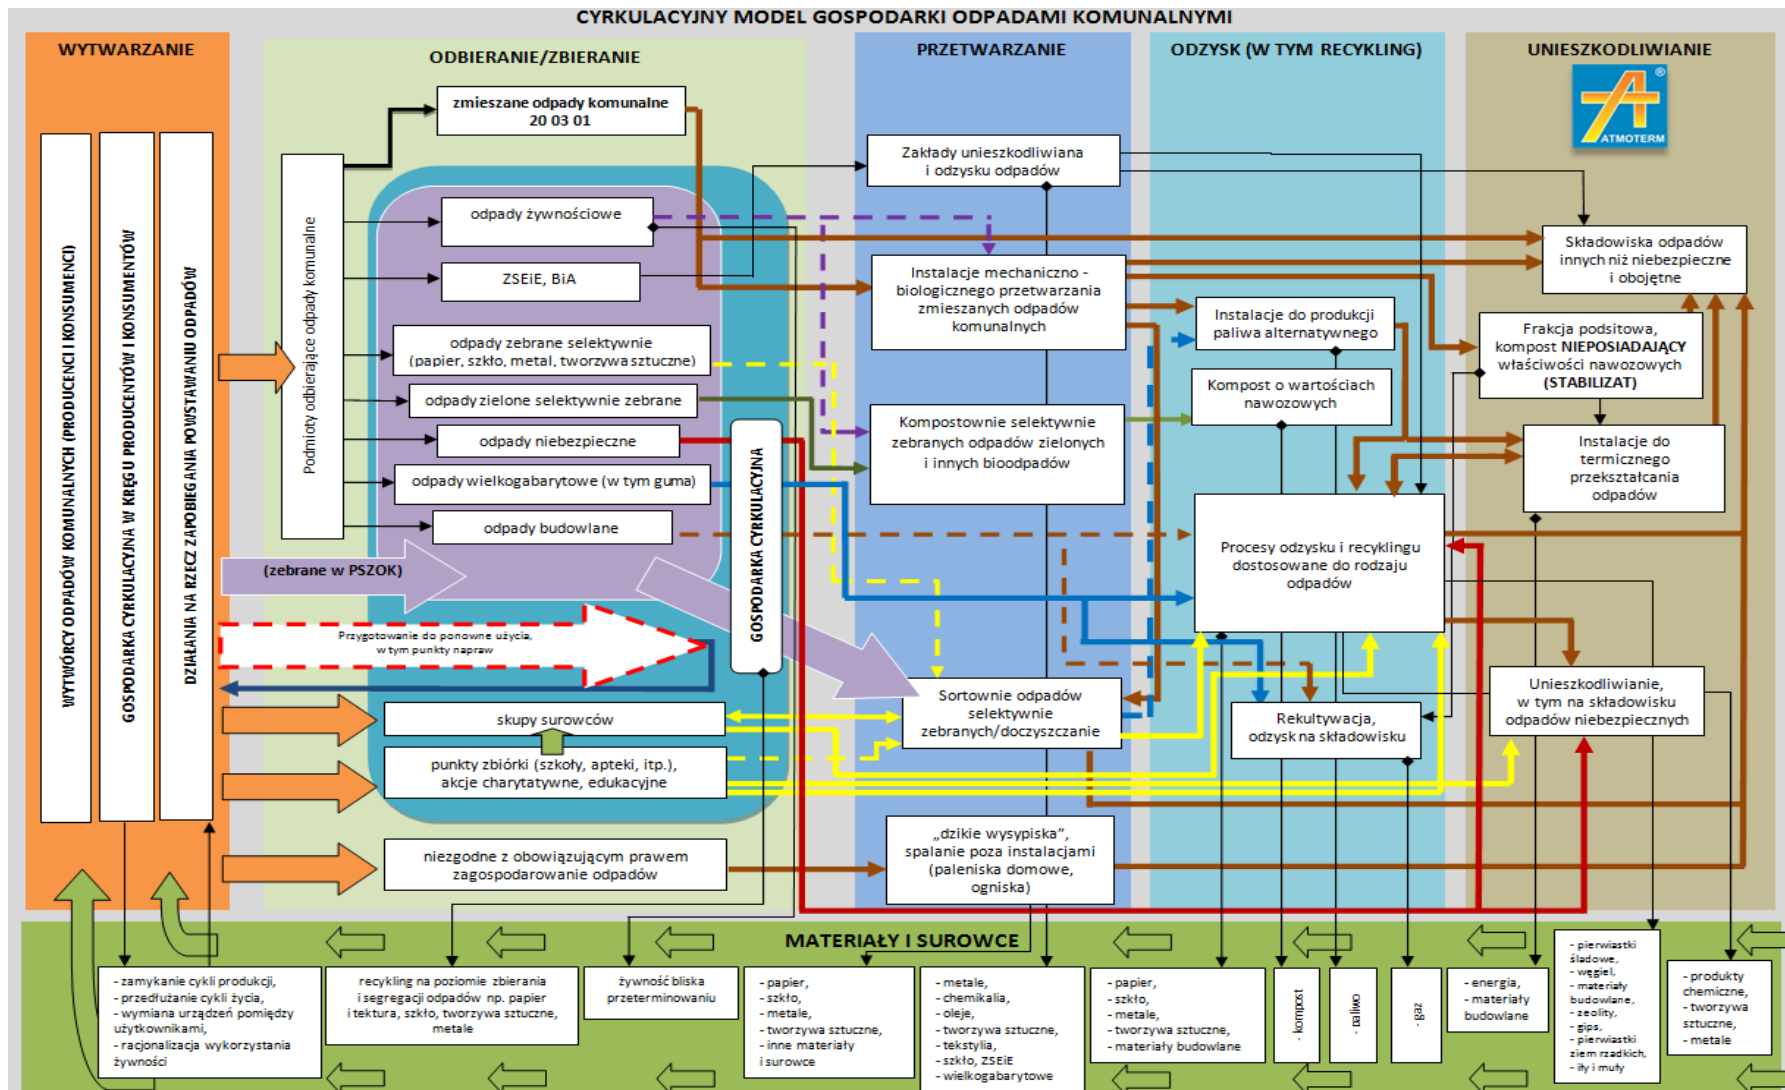 CYRKULACYJNY MODEL GOSPODARKI ODPADAMI KOMUNALNYMI
WYTWARZANIE
ODBIERANIE/ZBIERANIE
PRZETWARZANIE
ODZYSK (W TYM RECYKLING)
UNIESZKODLIWIANIE
ATMOTERM
®
WYTWÓRCY ODPADÓW KOMUNALNYCH (PRODUCENCI I KONSUMENCI)
GOSPODARKA CYRKULACYJNA W KRĘGU PRODUCENTÓW I KONSUMENTÓW
DZIAŁANIA NA RZECZ ZAPOBIEGANIA POWSTAWANIU ODPADÓW
Podmioty odbierające odpady komunalne
zmieszane odpady komunalne
20 03 01
odpady żywnościowe
ZSEiE, BiA
odpady zebrane selektywnie
(papier, szkło, metal, tworzywa sztuczne)
odpady zielone selektywnie zebrane
odpady niebezpieczne
odpady wielkogabarytowe (w tym guma)
odpady budowlane
(zebrane w PSZOK)
GOSPODARKA CYRKULACYJNA
Przygotowanie do ponowne użycia,
w tym punkty napraw
skupy surowców
punkty zbiórki (szkoły, apteki, itp.),
akcje charytatywne, edukacyjne
niezgodne z obowiązującym prawem
zagospodarowanie odpadów
Zakłady unieszkodliwiana
i odzysku odpadów
Instalacje mechaniczno -
biologicznego przetwarzania
zmieszanych odpadów
komunalnych
Kompostownie selektywnie
zebranych odpadów zielonych
i innych bioodpadów
Sortownie odpadów
selektywnie
zebranych/doczyszczanie
„dzikie wysypiska”,
spalanie poza instalacjami
(paleniska domowe,
ogniska)
Instalacje do produkcji
paliwa alternatywnego
Kompost o wartościach
nawozowych
Procesy odzysku i recyklingu
dostosowane do rodzaju
odpadów
Rekultywacja,
odzysk na składowisku
Składowiska odpadów
innych niż niebezpieczne
i obojętne
Frakcja podsitowa,
kompost NIEPOSIADAJĄCY
właściwości nawozowych
(STABILIZAT)
Instalacje do
termicznego
przekształcania
odpadów
Unieszkodliwianie,
w tym na składowisku
odpadów niebezpiecznych
MATERIAŁY I SUROWCE
- zamykanie cykli produkcji,
- przedłużanie cykli życia,
- wymiana urządzeń pomiędzy
użytkownikami,
- racjonalizacja wykorzystania
żywności
recykling na poziomie zbierania
i segregacji odpadów np. papier
i tektura, szkło, tworzywa sztuczne,
metale
żywność bliska
przeterminowaniu
- papier,
- szkło,
- metale,
- tworzywa sztuczne,
- inne materiały
i surowce
- metale,
- chemikalia,
- oleje,
- tworzywa sztuczne,
- tekstylia,
- szkło, ZSEiE
- wielkogabarytowe
- papier,
- szkło,
- metale,
- tworzywa sztuczne,
- materiały budowlane
- kompost
- paliwo
- gaz
- energia,
- materiały
budowlane
- pierwiastki
śladowe,
- węgiel,
- materiały
budowlane,
- zeolity,
- gips,
- pierwiastki
ziem rzadkich,
- iły i muły
- produkty
chemiczne,
- tworzywa
sztuczne,
- metale